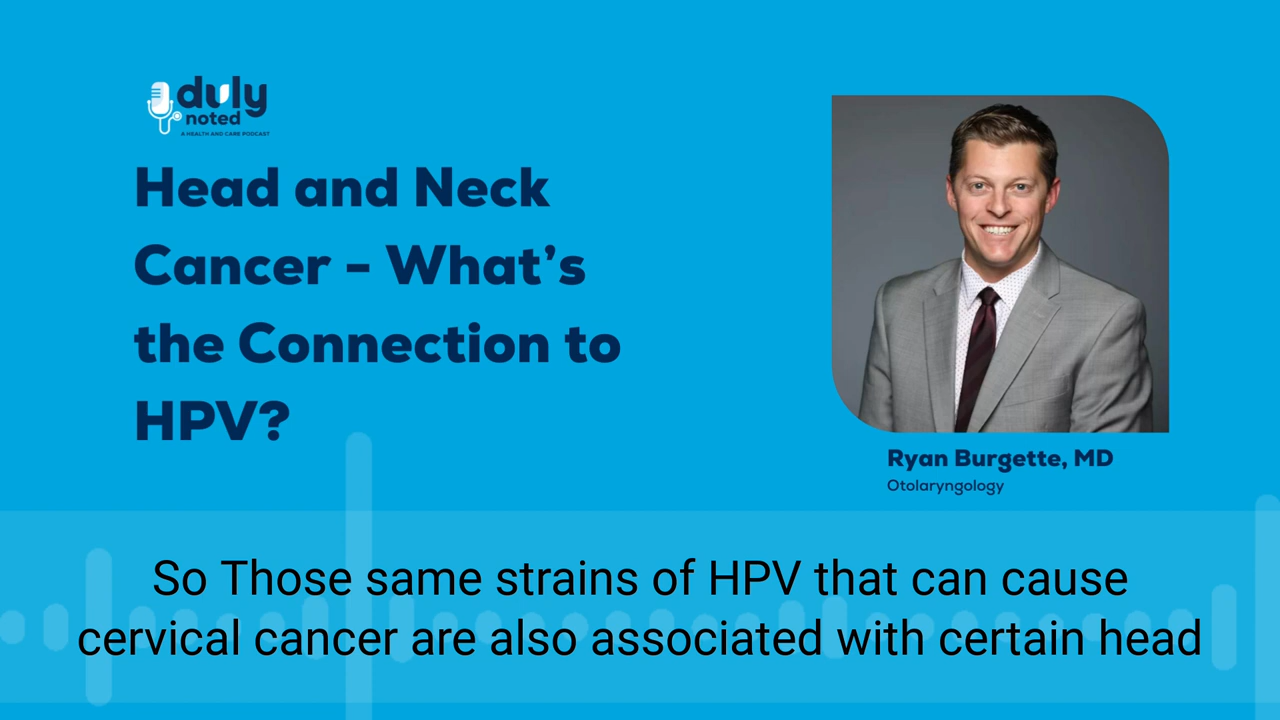 duly
noted
A HEALTH AND CARE PODCAST
Head and Neck
Cancer – What’s
the Connection to
HPV?
Ryan Burgette, MD
Otolaryngology
So Those same strains of HPV that can cause
cervical cancer are also associated with certain head